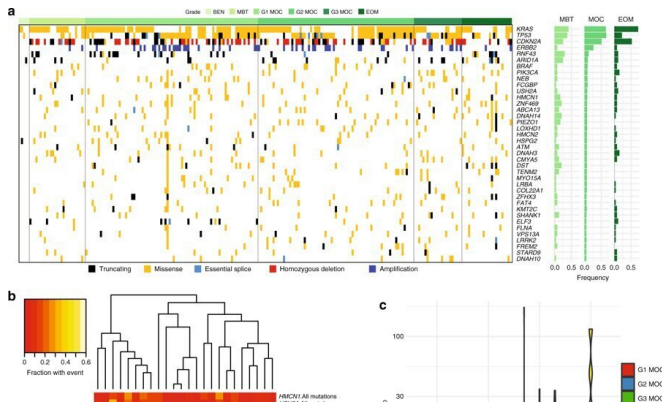 a
Grade BEN MBT G1 MOC G2 MOC G3 MOC EOM
MBT MOC EOM
KRAS
TP53
CDKN2A
ERBB2
RNF43
ARID1A
BRAF
PIK3CA
NEB
FCGBP
USH2A
HMCN1
ZNF469
ABCA13
DNAH14
PIEZO1
LOXHD1
HMCN2
HSPG2
ATM
DNAH3
CMYA5
DST
TENM2
MYO15A
LRBA
COL22A1
ZFHX3
FAT4
KMT2C
SHANK1
ELF3
FLNA
VPS13A
LRRK2
FREM2
STARD9
DNAH10
0.0 0.5 0.0 0.5 0.0 0.5
Frequency
Truncating Missense Essential splice Homozygous deletion Amplification
b
0 0.2 0.4 0.6
Fraction with event
HMCN1 All mutations
c
100
30
G1 MOC
G2 MOC
G3 MOC